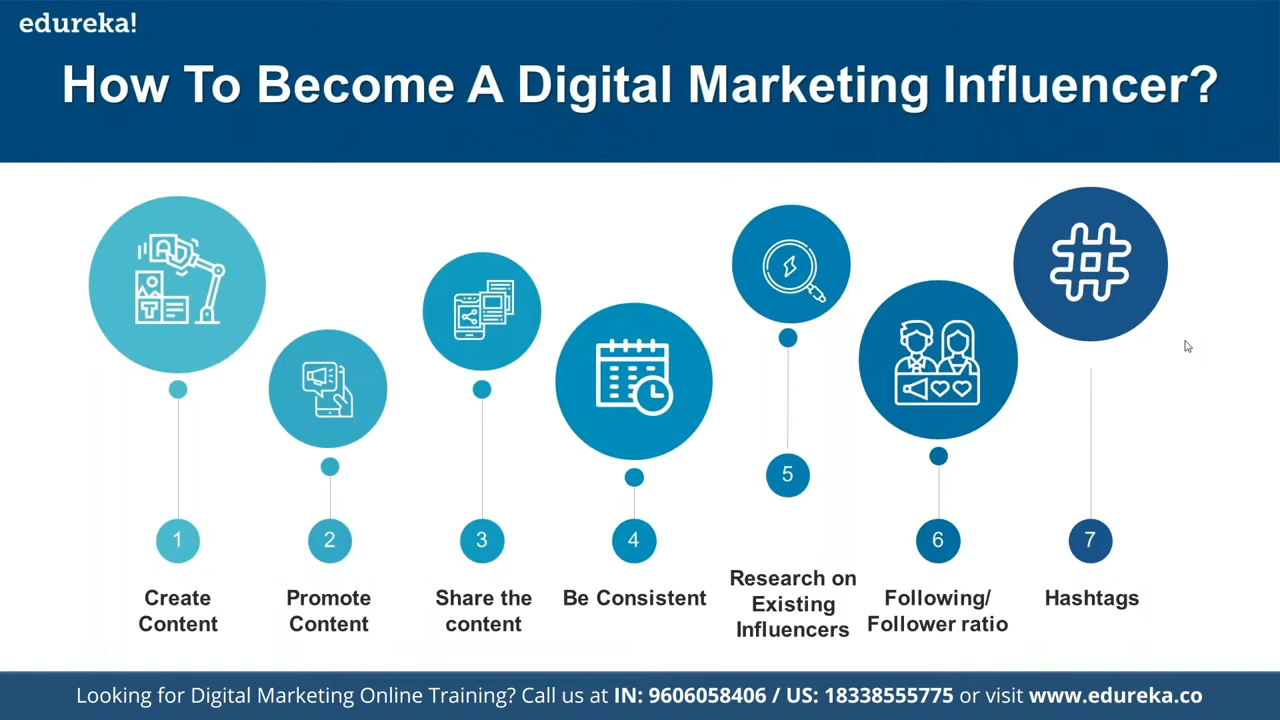 edureka!
How To Become A Digital Marketing Influencer?
1
Create
Content
2
Promote
Content
3
Share the
content
4
Be Consistent
5
Research on
Existing
Influencers
6
Following/
Follower ratio
7
Hashtags
Looking for Digital Marketing Online Training? Call us at IN: 9606058406 / US: 18338555775 or visit www.edureka.co